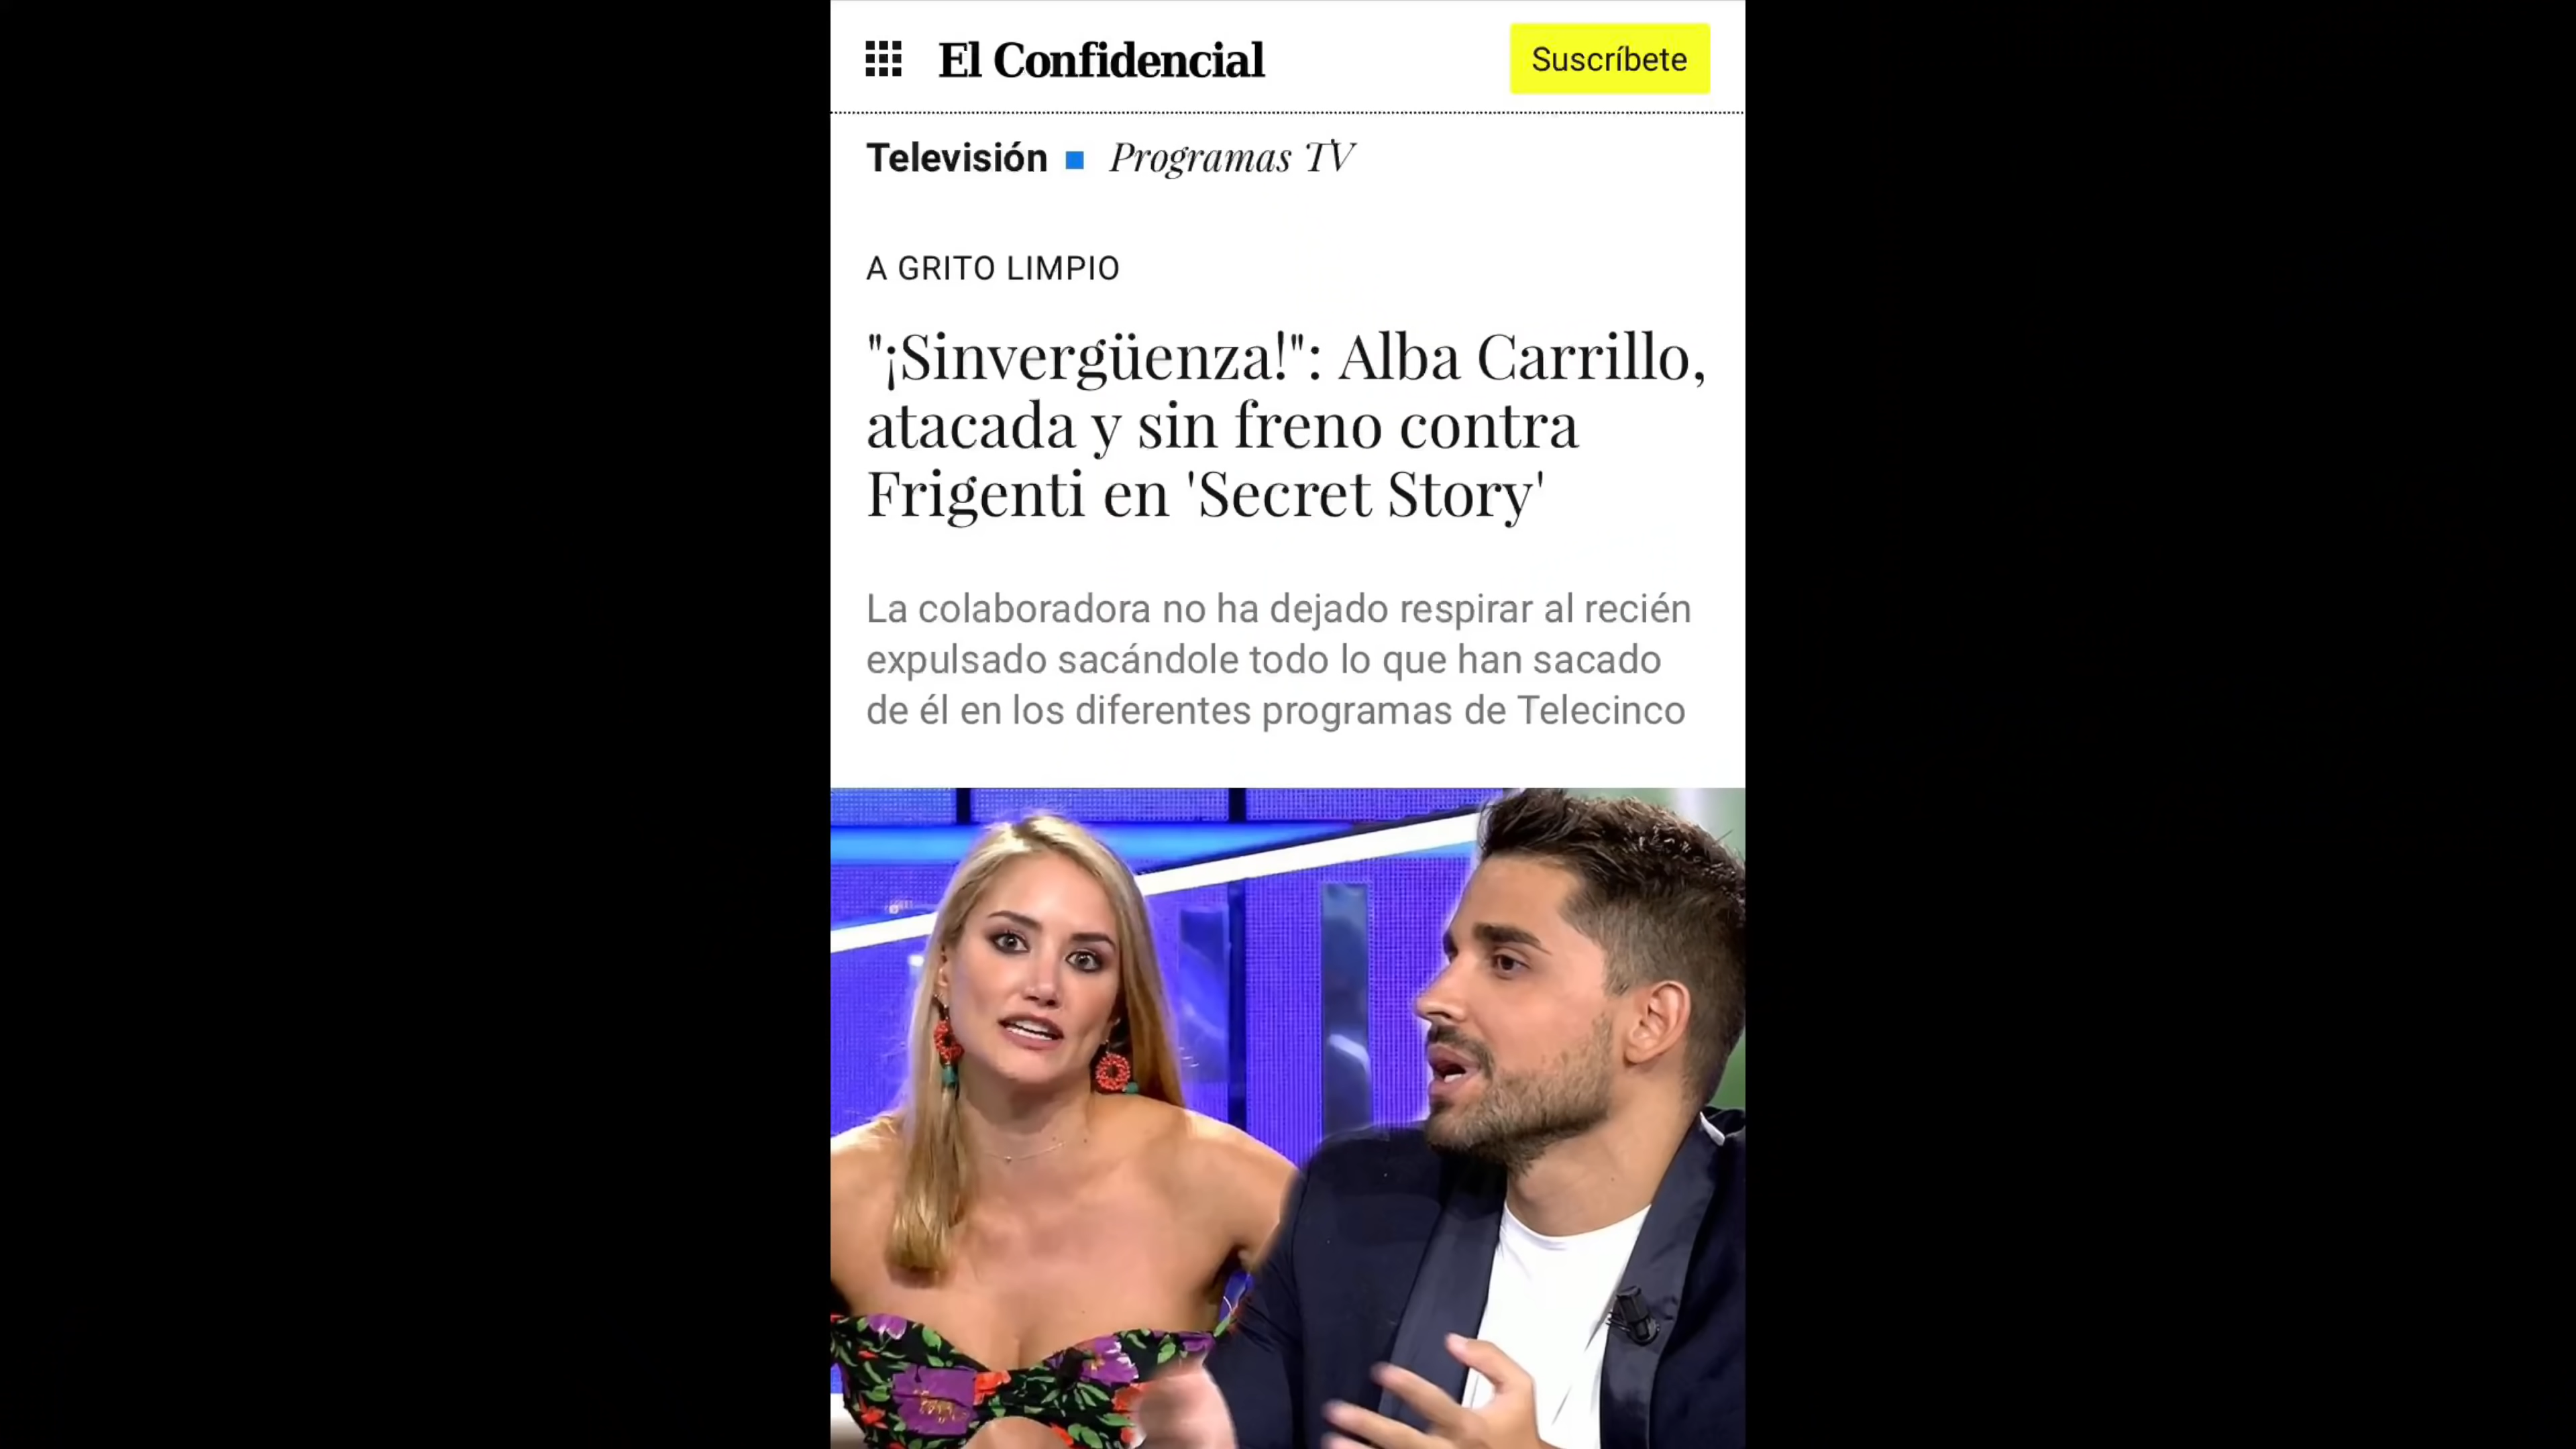 El Confidencial
Suscríbete
Televisión Programas TV
A GRITO LIMPIO
"¡Sinvergüenza!": Alba Carrillo,
atacada y sin freno contra
Frigenti en 'Secret Story'
La colaboradora no ha dejado respirar al recién
expulsado sacándole todo lo que han sacado
de él en los diferentes programas de Telecinco